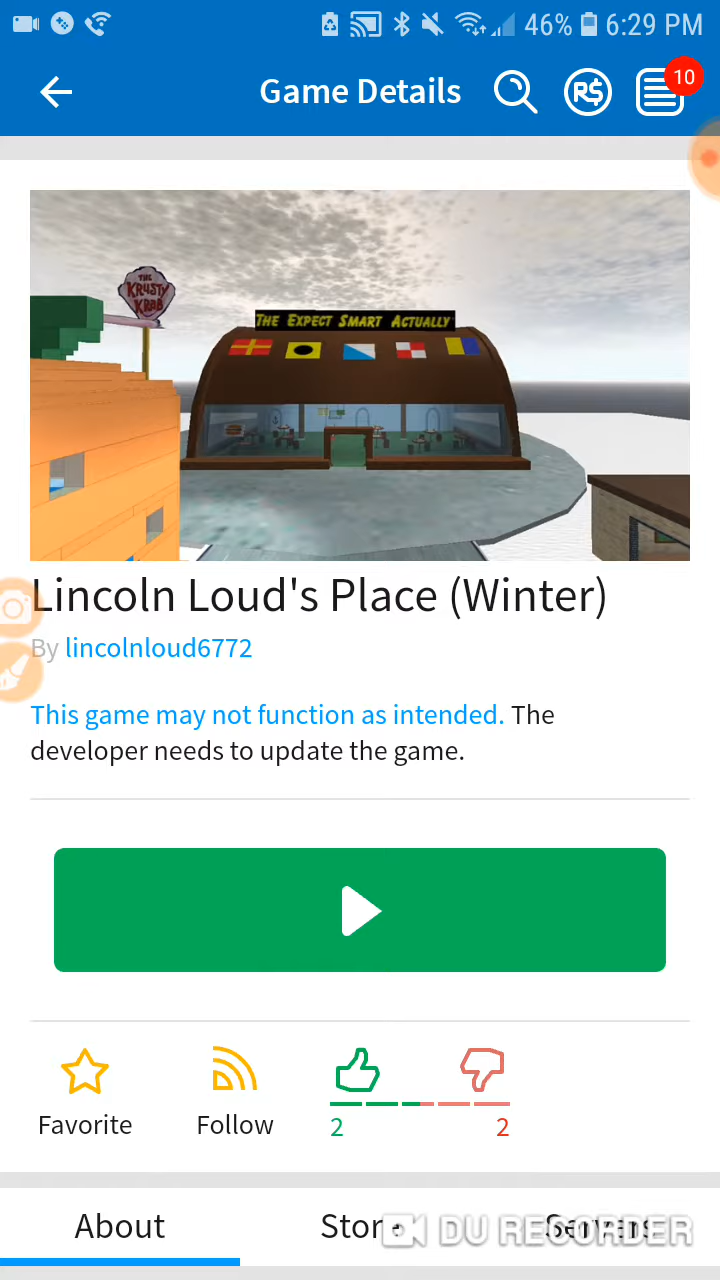 46% 6:29 PM
Game Details
R$
10
THE KRUSTY KRAB
THE EXPECT SMART ACTUALLY
Lincoln Loud's Place (Winter)
By lincolnloud6772
This game may not function as intended. The
developer needs to update the game.
Favorite
Follow
2
2
About
Store
Servers
DU RECORDER